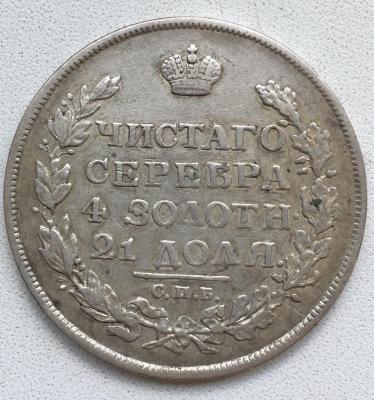 ЧИСТАГО
СЕРЕБРА
4 ЗОЛОТН.
21 ДОЛЯ.
С.П.Б.